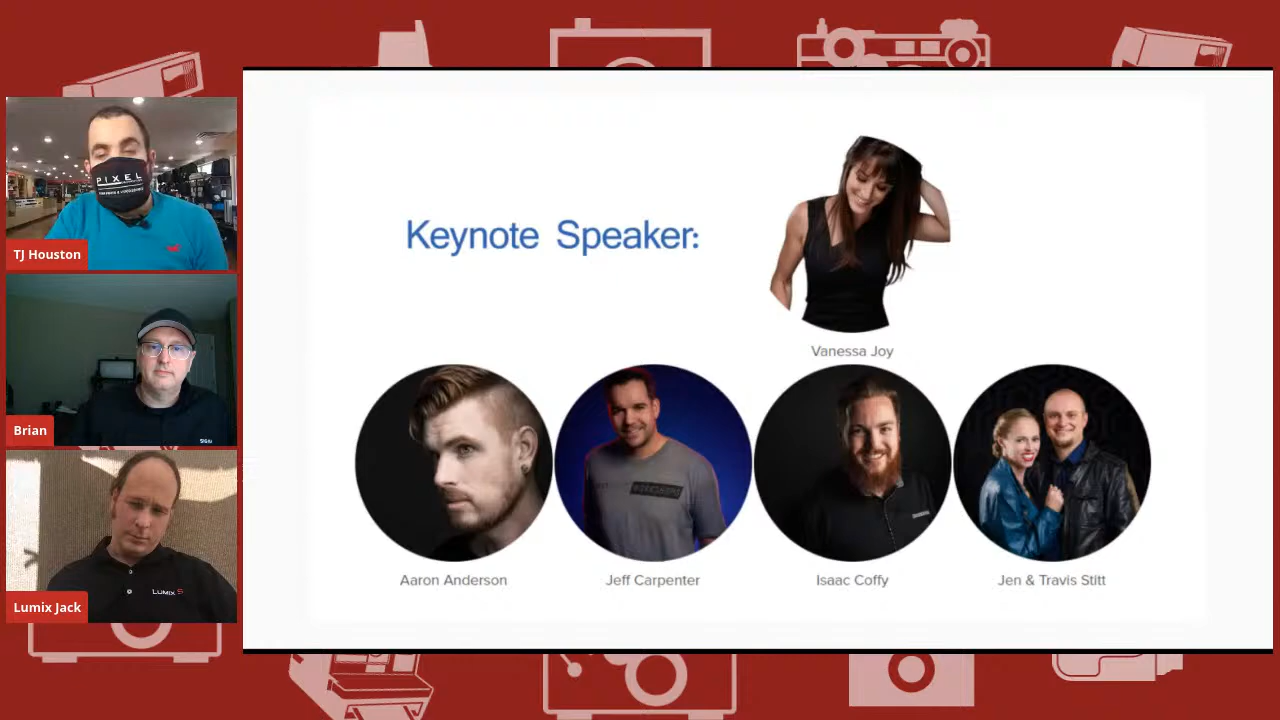 PIXEL
TJ Houston
Brian
SIGMA
LUMIX S
Lumix Jack
Keynote Speaker:
Vanessa Joy
Aaron Anderson
Jeff Carpenter
Isaac Coffy
Jen & Travis Stitt